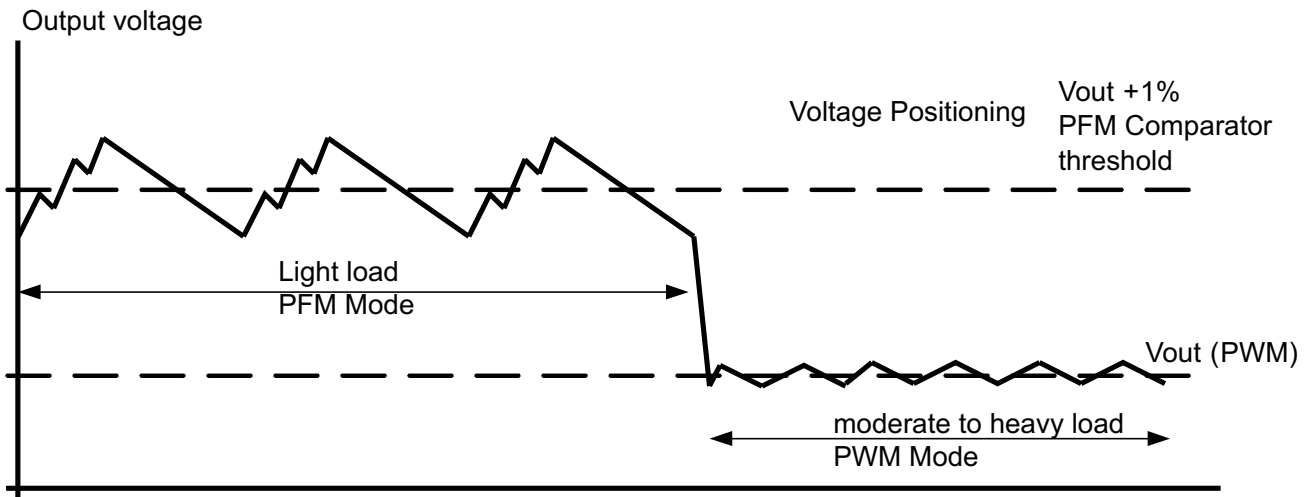 Output voltage
Voltage Positioning
Vout +1%
PFM Comparator
threshold
Light load
PFM Mode
Vout (PWM)
moderate to heavy load
PWM Mode